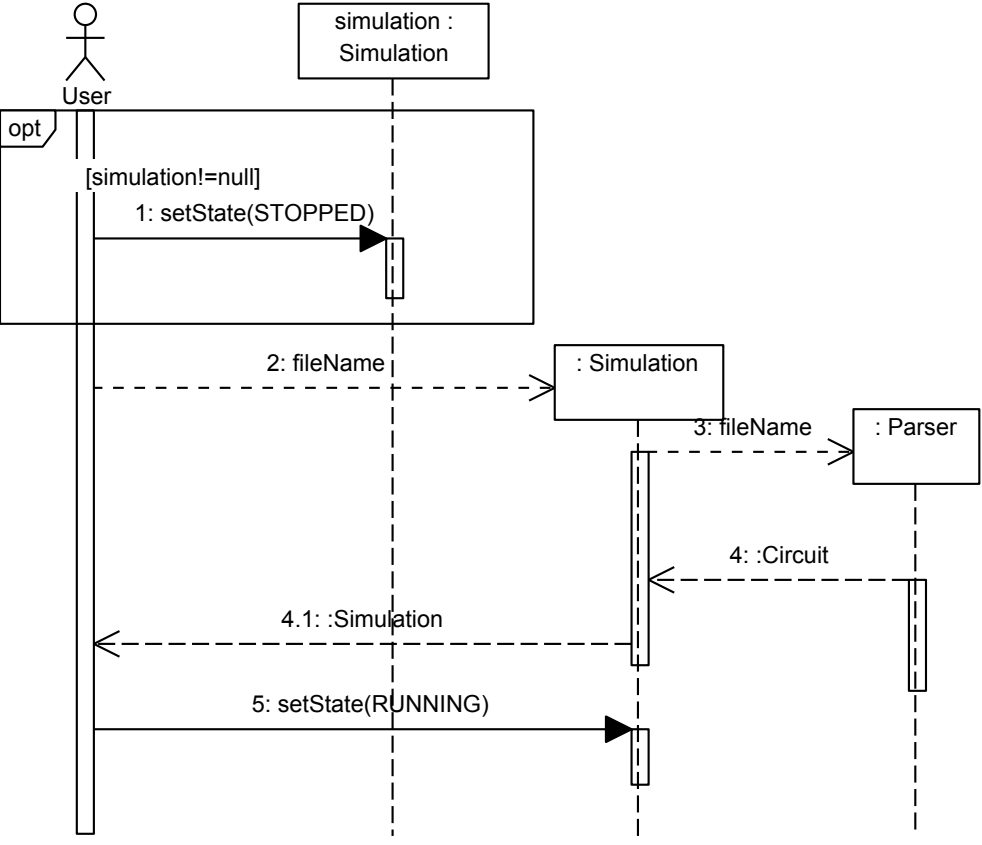 simulation :
Simulation
User
opt
[simulation!=null]
1: setState(STOPPED)
2: fileName
: Simulation
3: fileName
: Parser
4: :Circuit
4.1: :Simulation
5: setState(RUNNING)